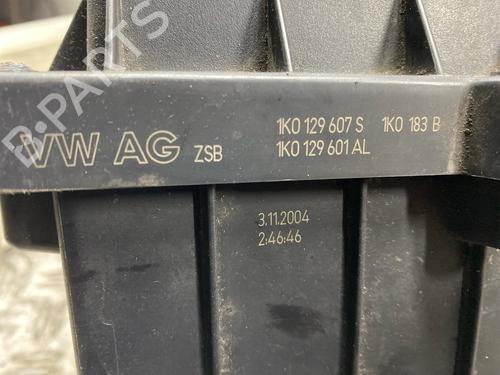 B-PARTS
VW AG ZSB 1K0 129 607 S 1K0 183 B
1K0 129 601 AL
3.11.2004
2:46:46